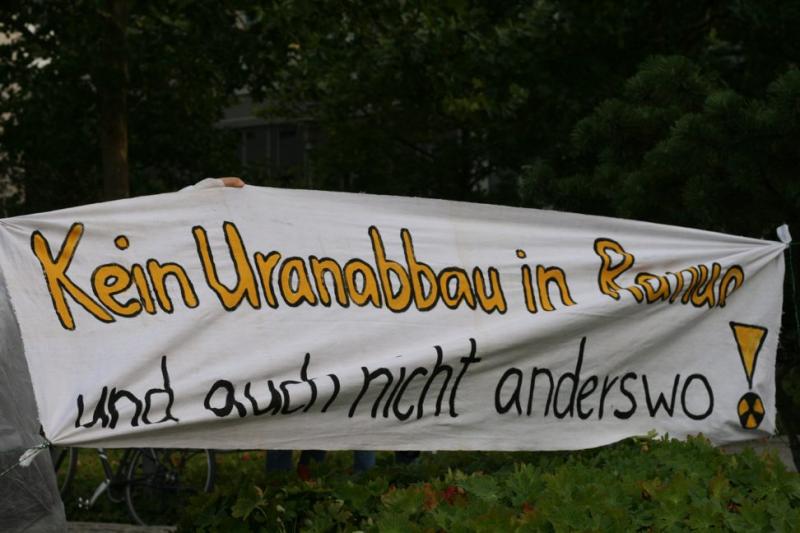 Kein Uranabbau in
und auch nicht anderswo!